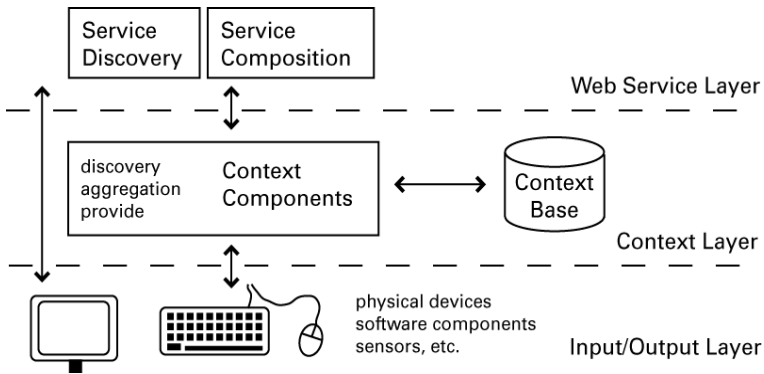 Service
Discovery
Service
Composition
Web Service Layer
discovery
aggregation
provide
Context
Components
Context
Base
Context Layer
physical devices
software components
sensors, etc.
Input/Output Layer